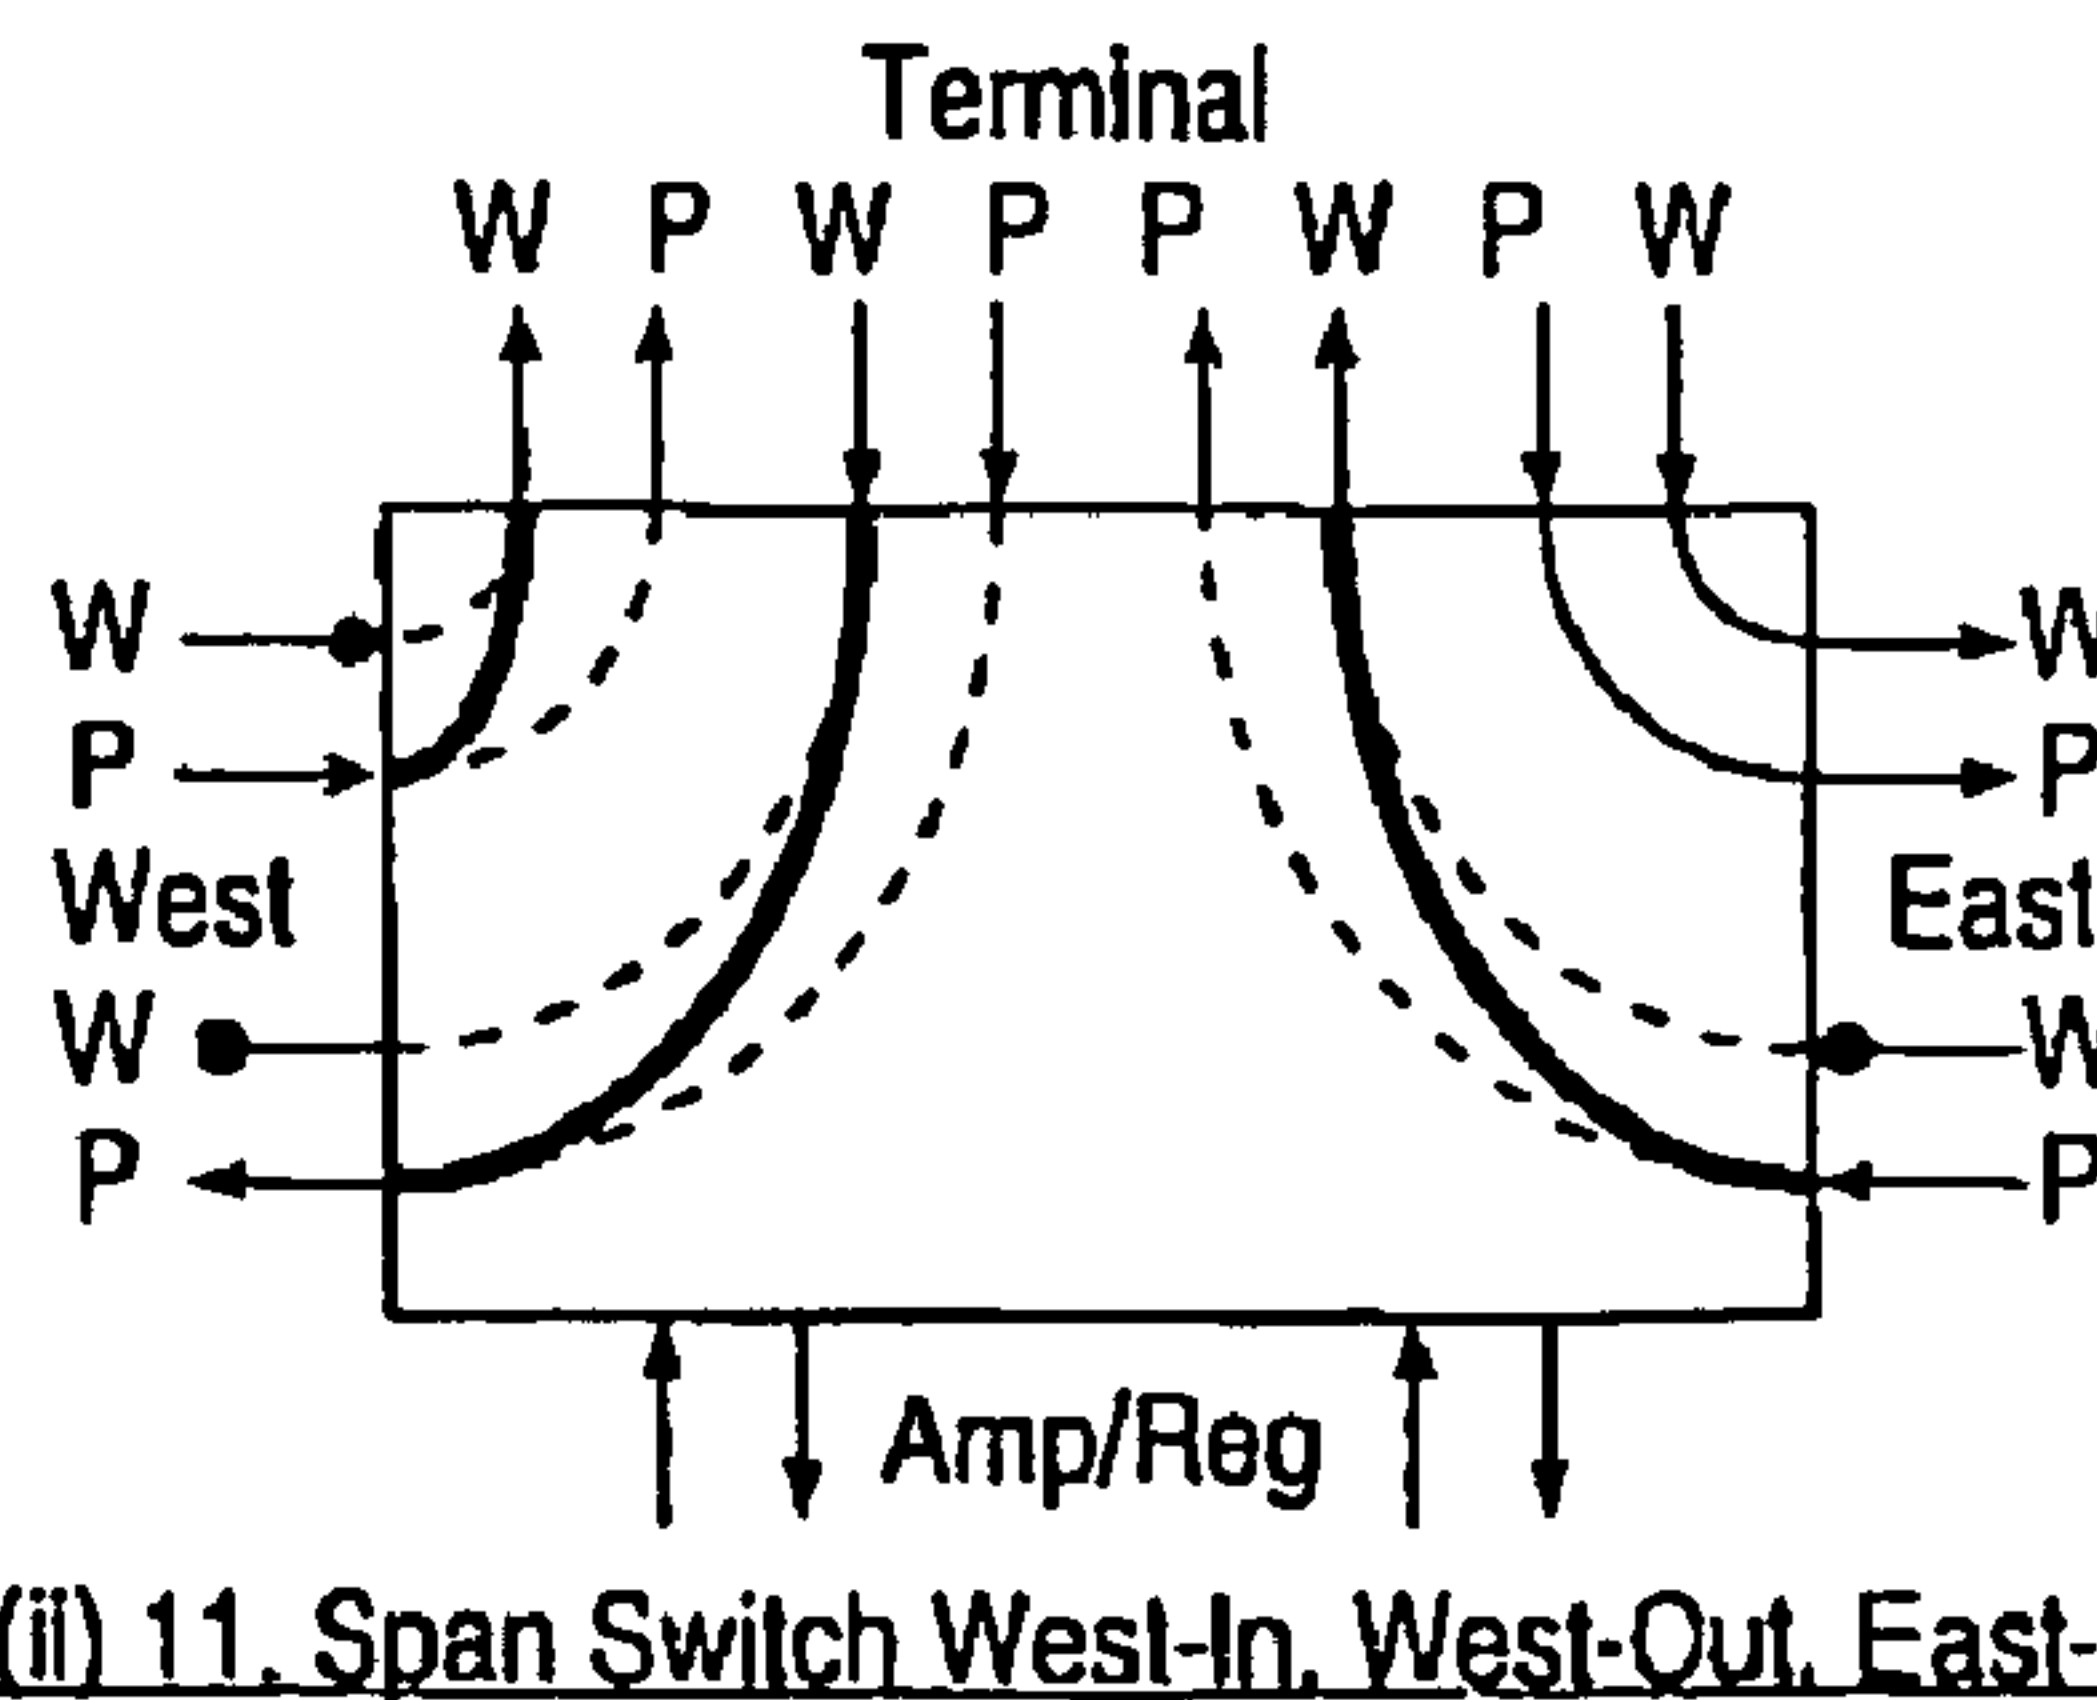 Terminal
W P W P P W P W
W W
P P
West East
W W
P P
Amp/Reg
(ii) 11. Span Switch West-In, West-Out, East-